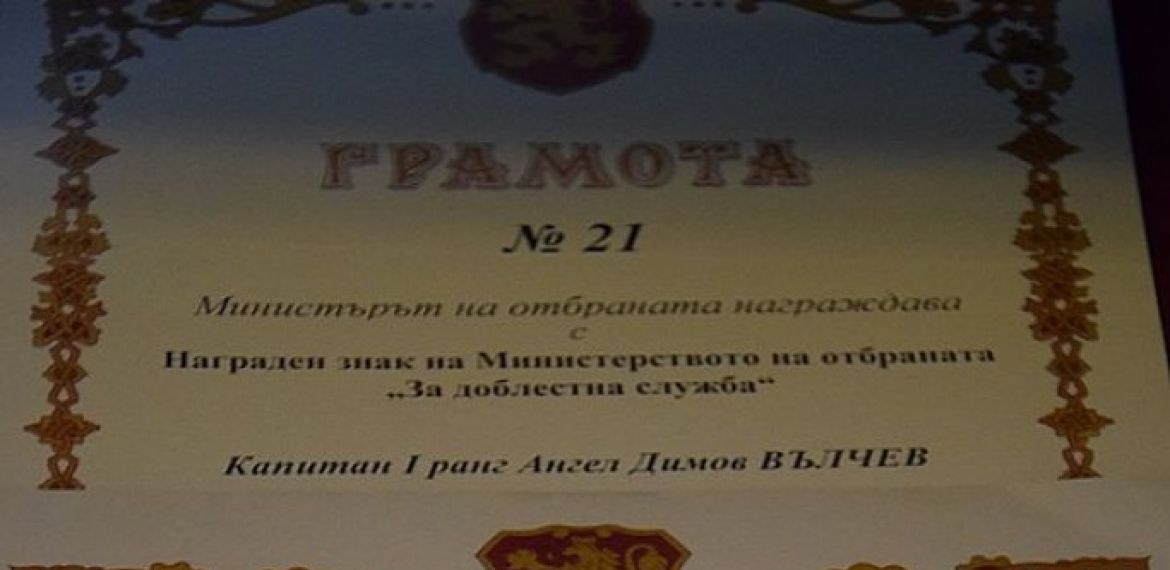 ГРАМОТА
№ 21
Министърът на отбраната награждава
с
Награден знак на Министерството на отбраната
„За доблестна служба“
Капитан I ранг Ангел Димов ВЪЛЧЕВ